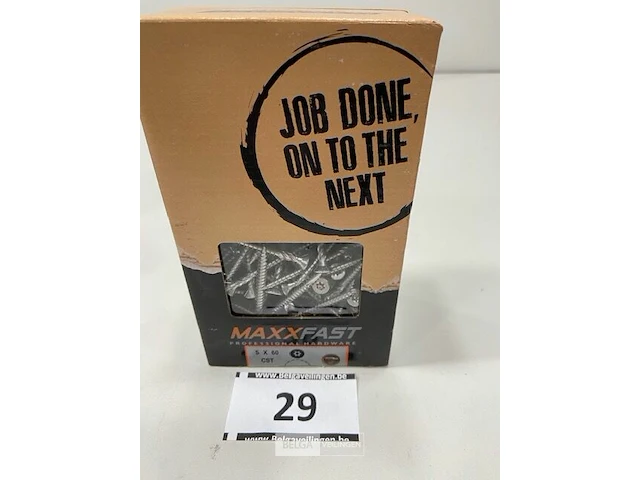 JOB DONE,
ON TO THE
NEXT
MAXXFAST
PROFESSIONAL HARDWARE
5 X 50
CST
www.Belgaveilingen.be
29
www.Belgaveilingen.be